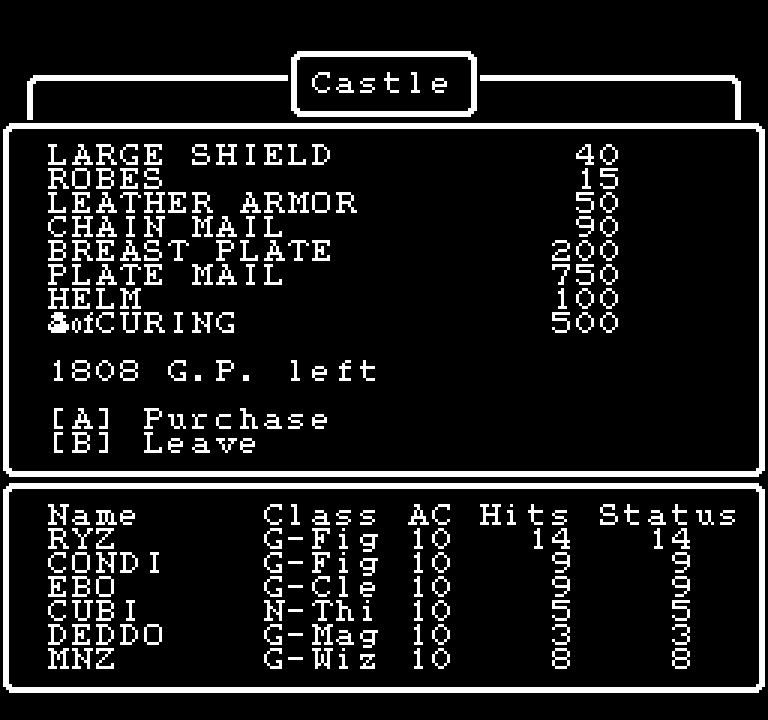 Castle
LARGE SHIELD 40
ROBES 15
LEATHER ARMOR 50
CHAIN MAIL 90
BREAST PLATE 200
PLATE MAIL 750
HELM 100
of CURING 500
1808 G.P. left
[A] Purchase
[B] Leave
Name Class AC Hits Status
RYZ G-Fig 10 14 14
CONDI G-Fig 10 9 9
EBO G-Cle 10 9 9
CUBI N-Thi 10 5 5
DEDDO G-Mag 10 3 3
MNZ G-Wiz 10 8 8